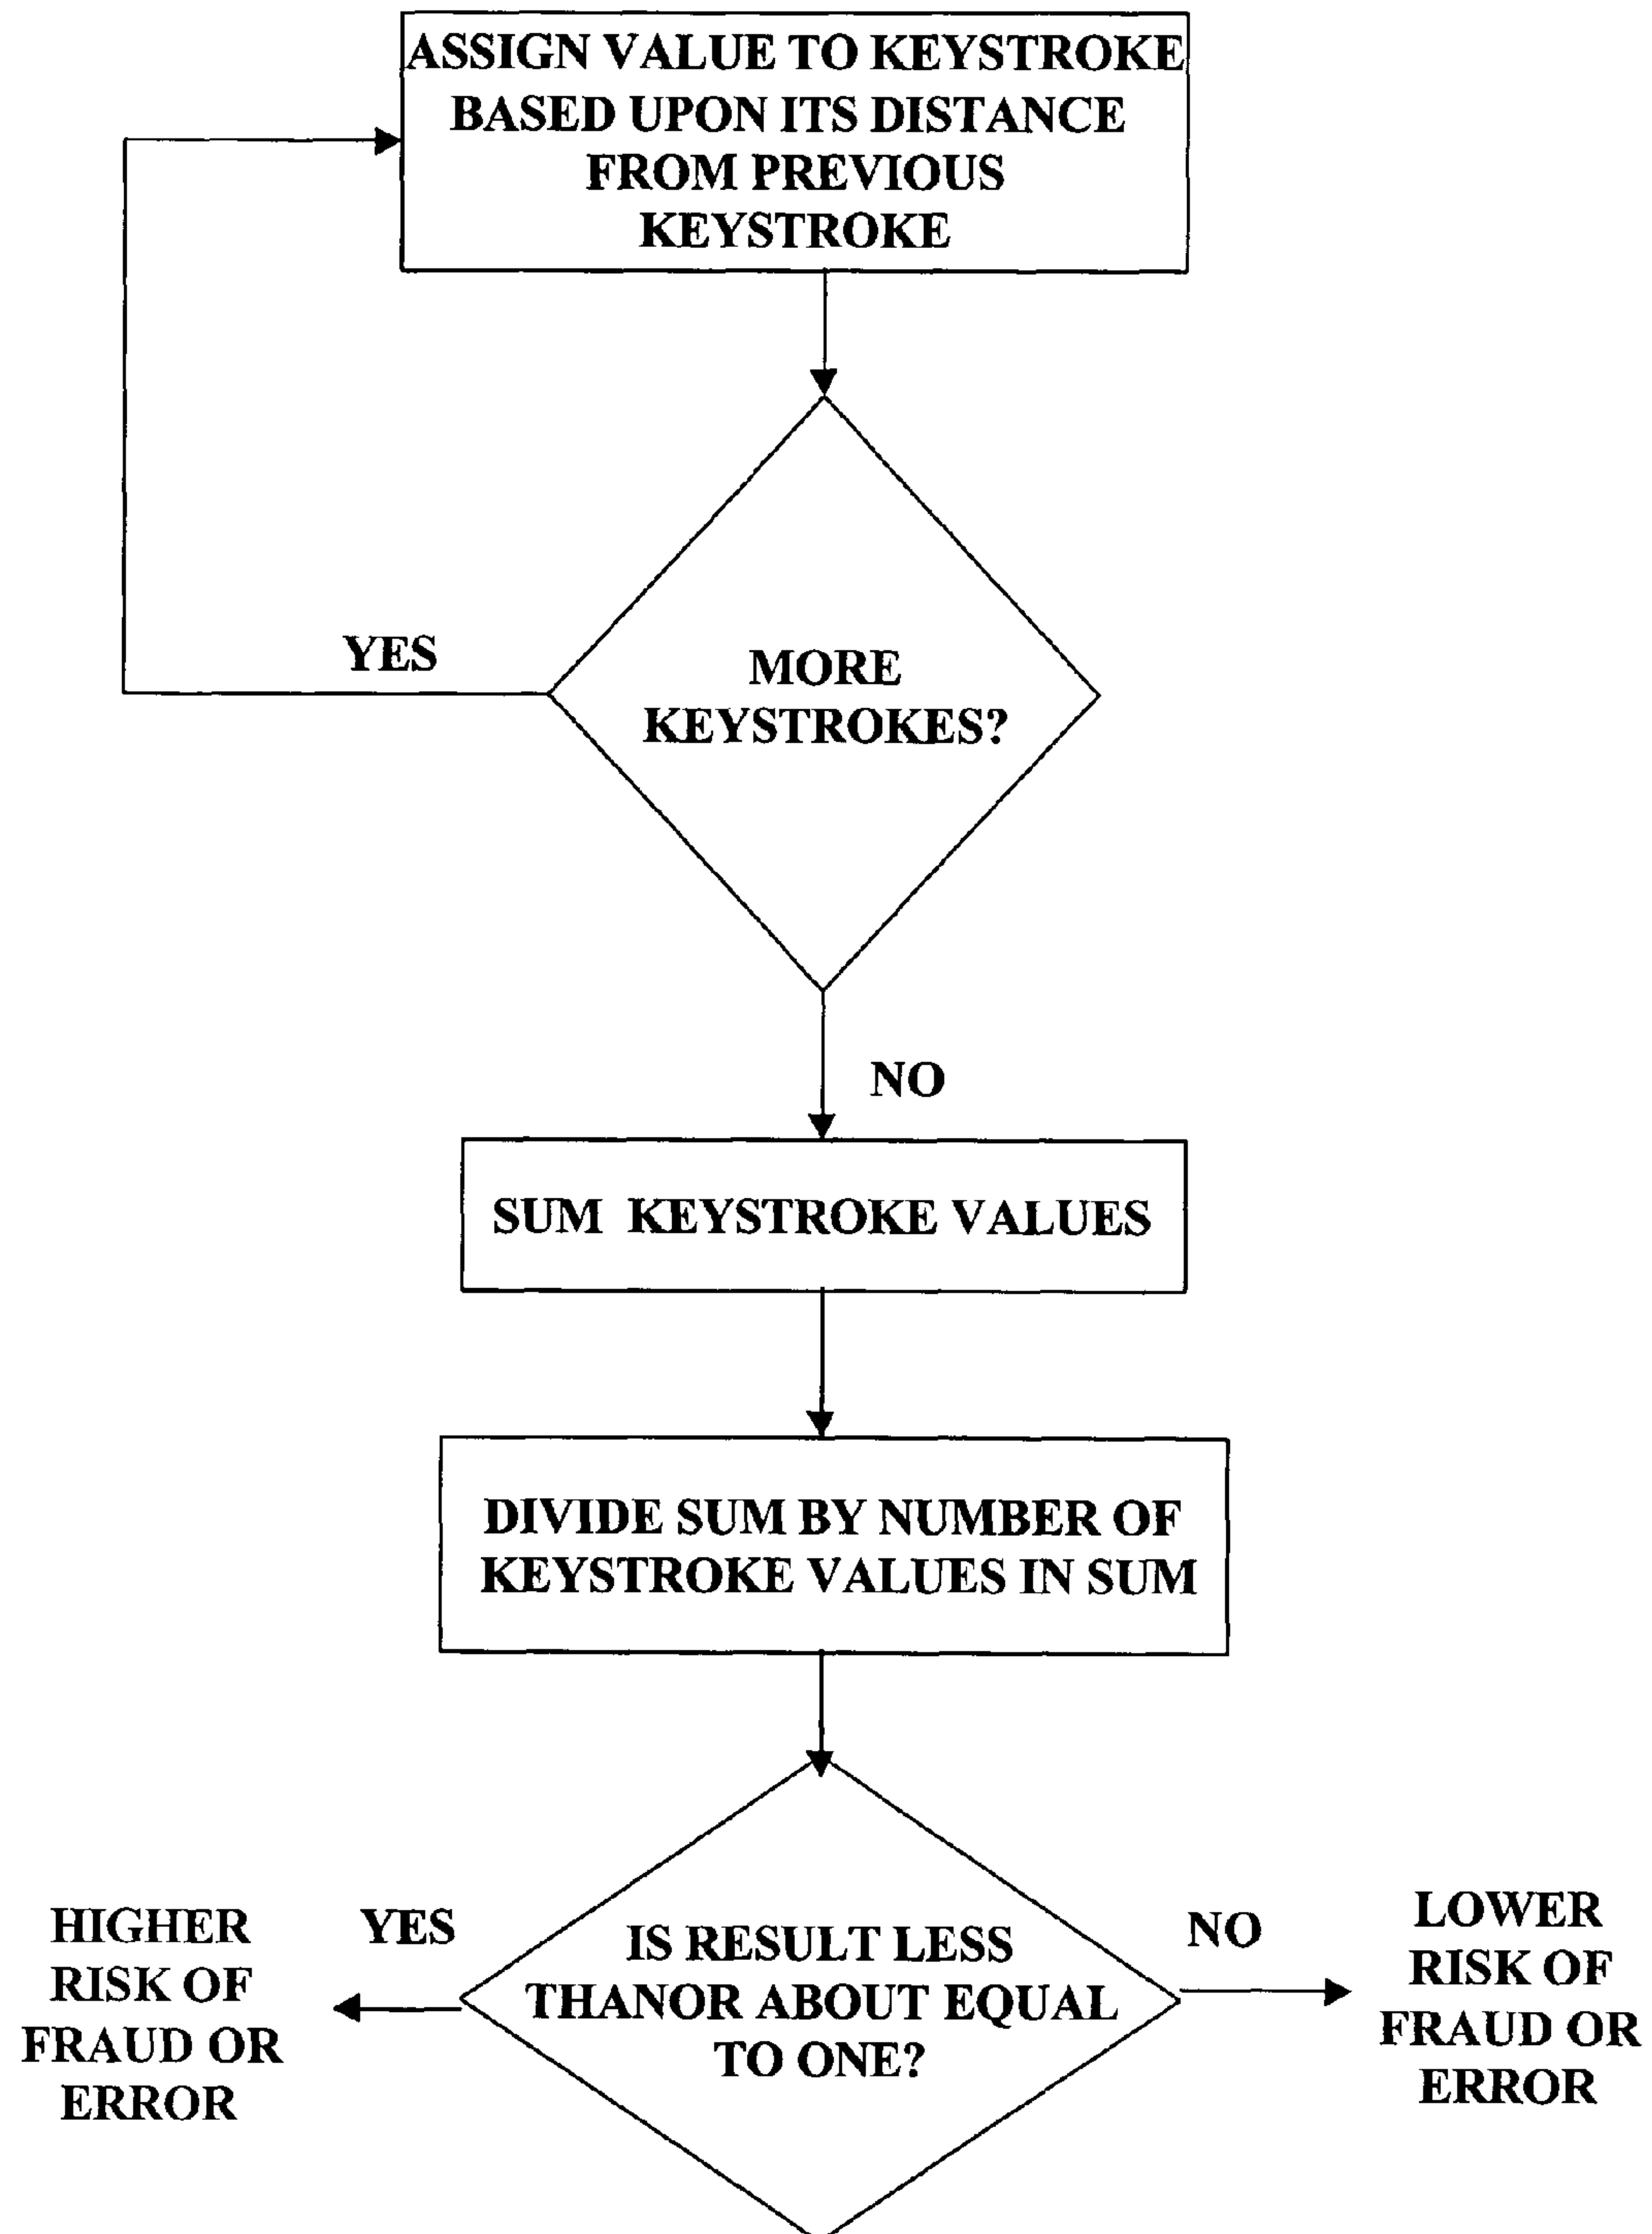 ASSIGN VALUE TO KEYSTROKE
BASED UPON ITS DISTANCE
FROM PREVIOUS
KEYSTROKE
YES
MORE
KEYSTROKES?
NO
SUM KEYSTROKE VALUES
DIVIDE SUM BY NUMBER OF
KEYSTROKE VALUES IN SUM
HIGHER
RISK OF
FRAUD OR
ERROR
YES
IS RESULT LESS
THANOR ABOUT EQUAL
TO ONE?
NO
LOWER
RISK OF
FRAUD OR
ERROR